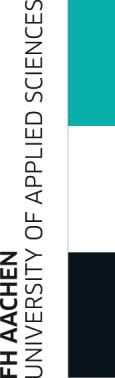 FH AACHEN
UNIVERSITY OF APPLIED SCIENCES